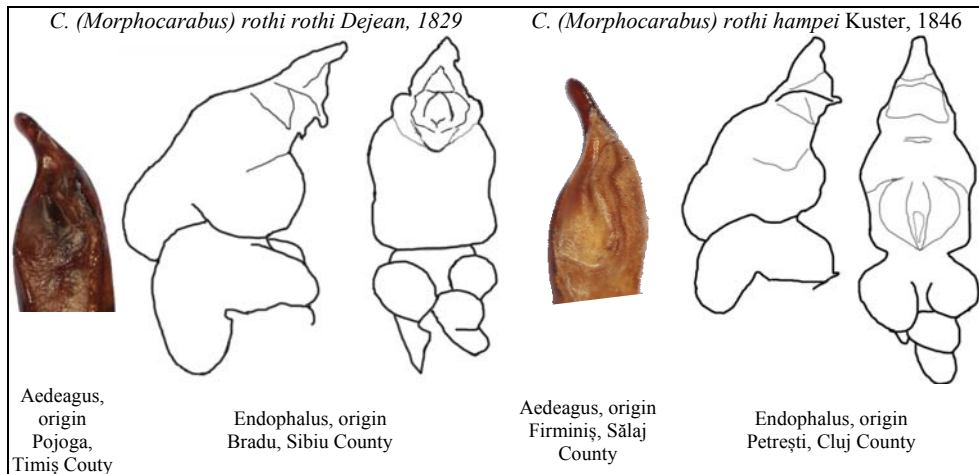 C. (Morphocarabus) rothi rothi Dejean, 1829
C. (Morphocarabus) rothi hampei Kuster, 1846
Aedeagus,
origin
Pojoga,
Timiș Couty
Endophalus, origin
Bradu, Sibiu County
Aedeagus, origin
Firminiș, Sălaj
County
Endophalus, origin
Petrești, Cluj County